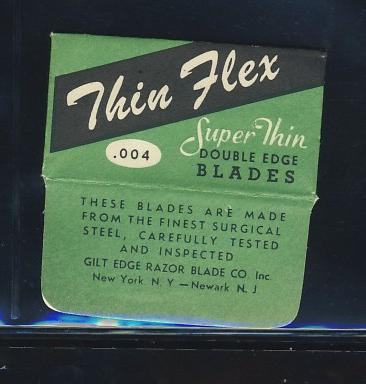 Thin Flex
.004
Super Thin
DOUBLE EDGE
BLADES
THESE BLADES ARE MADE
FROM THE FINEST SURGICAL
STEEL, CAREFULLY TESTED
AND INSPECTED
GILT EDGE RAZOR BLADE CO. Inc.
New York N. Y — Newark N. J